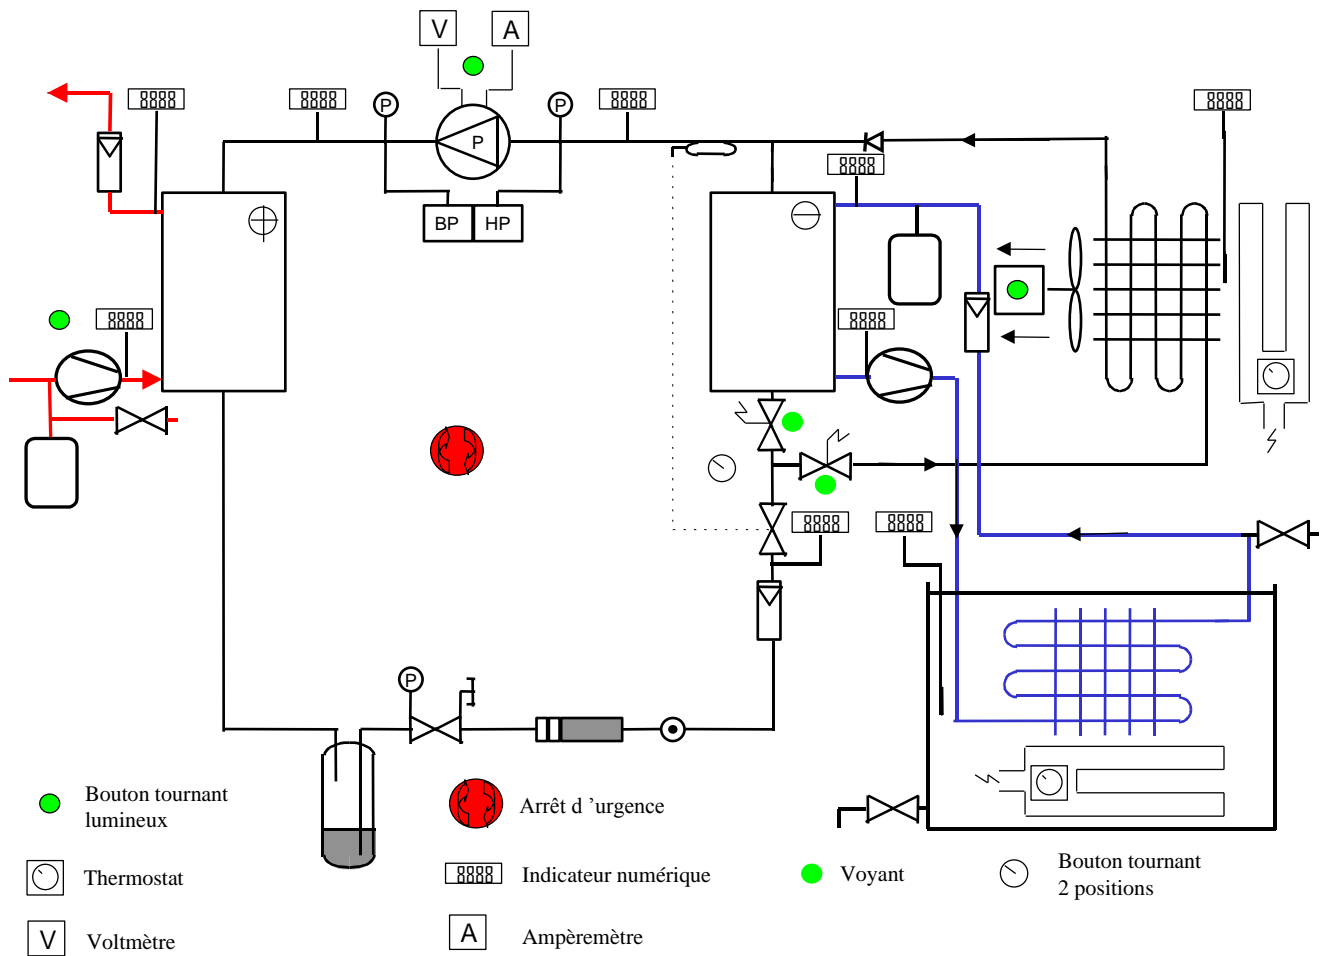 V
A
8888
8888
P
P
8888
8888
P
8888
BP
HP
8888
8888
8888
8888
P
Bouton tournant
lumineux
Arrêt d ’urgence
Bouton tournant
2 positions
Thermostat
8888
Indicateur numérique
Voyant
V
Voltmètre
A
Ampèremètre